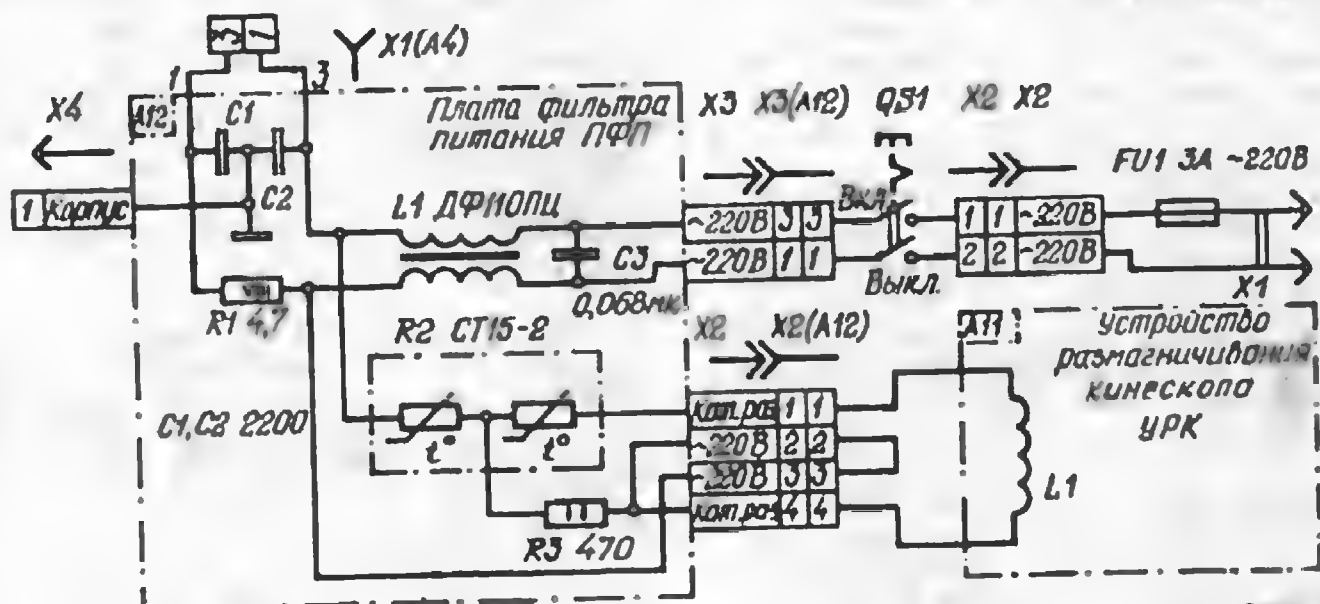 3 1
1 3 X1(A4)
X4 A12 C1
Плата фильтра
питания ПФП
X3 X3(A12) QS1 X2 X2
FU1 3А ~220В
1 Корпус
C2
L1 ДФ110ПЦ
C3
0,068мк
~220В 3 3
~220В 1 1
Вкл.
Выкл.
1 1 ~220В
2 2 ~220В
X1
R1 4,7
R2 СТ15-2
t° t°
C1, C2 2200
R3 470
X2 X2(A12)
кат.раз 1 1
~220В 2 2
~220В 3 3
кат.раз 4 4
A11
Устройство
размагничивания
кинескопа
УРК
L1